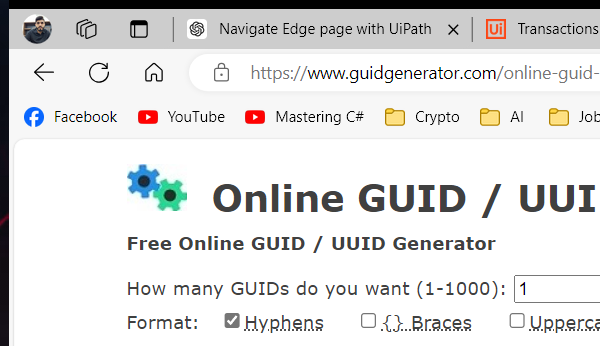 Navigate Edge page with UiPath
Ui Transactions
https://www.guidgenerator.com/online-guid-
Facebook YouTube Mastering C# Crypto AI Job
Online GUID / UUI
Free Online GUID / UUID Generator
How many GUIDs do you want (1-1000): 1
Format: Hyphens {} Braces Upperca